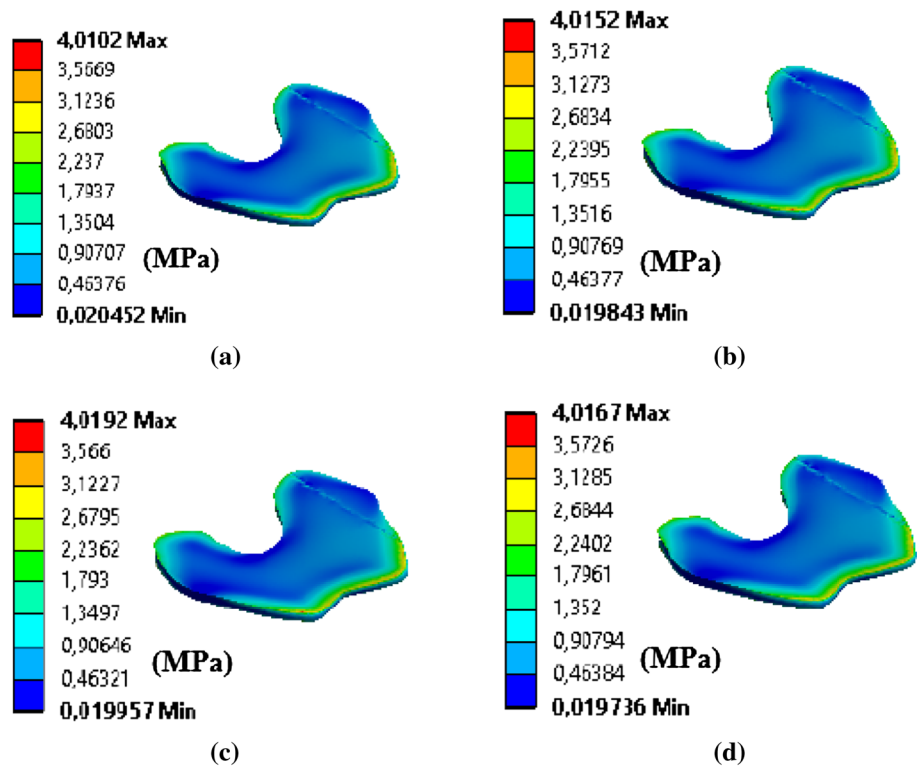 4,0102 Max
3,5669
3,1236
2,6803
2,237
1,7937
1,3504
0,90707
0,46376
0,020452 Min
(MPa)
(a)
4,0152 Max
3,5712
3,1273
2,6834
2,2395
1,7955
1,3516
0,90769
0,46377
0,019843 Min
(MPa)
(b)
4,0192 Max
3,566
3,1227
2,6795
2,2362
1,793
1,3497
0,90646
0,46321
0,019957 Min
(MPa)
(c)
4,0167 Max
3,5726
3,1285
2,6844
2,2402
1,7961
1,352
0,90794
0,46384
0,019736 Min
(MPa)
(d)